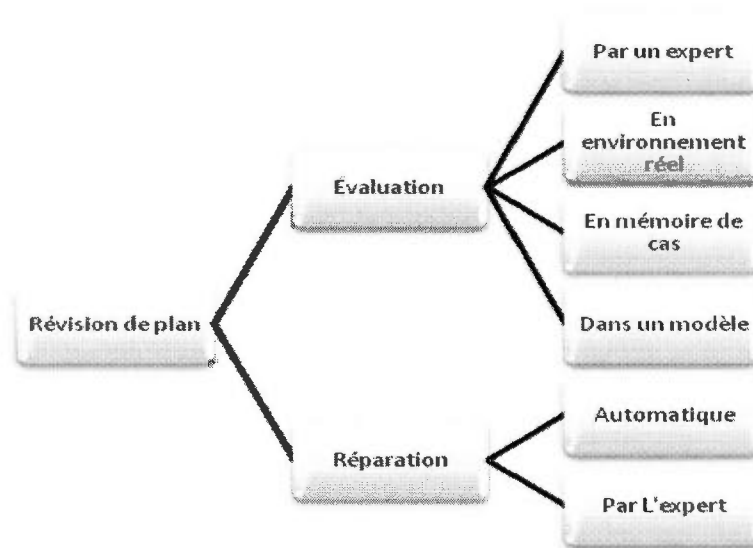 Par un expert
En
environnement
réel
Évaluation
En mémoire de
cas
Révision de plan
Dans un modèle
Automatique
Réparation
Par L'expert